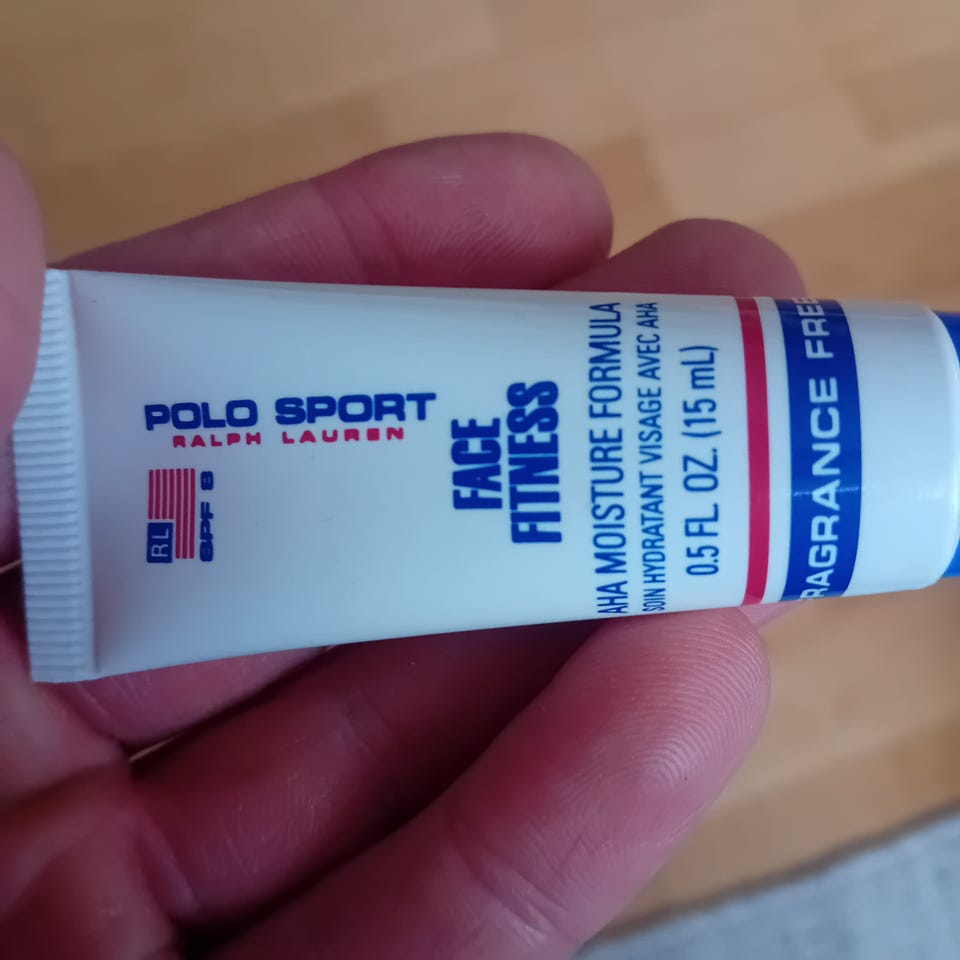 POLO SPORT
RALPH LAUREN
RL
SPF 8
FACE
FITNESS
AHA MOISTURE FORMULA
SOIN HYDRATANT VISAGE AVEC AHA
0.5 FL OZ. (15 mL)
RAGRANCE FREE